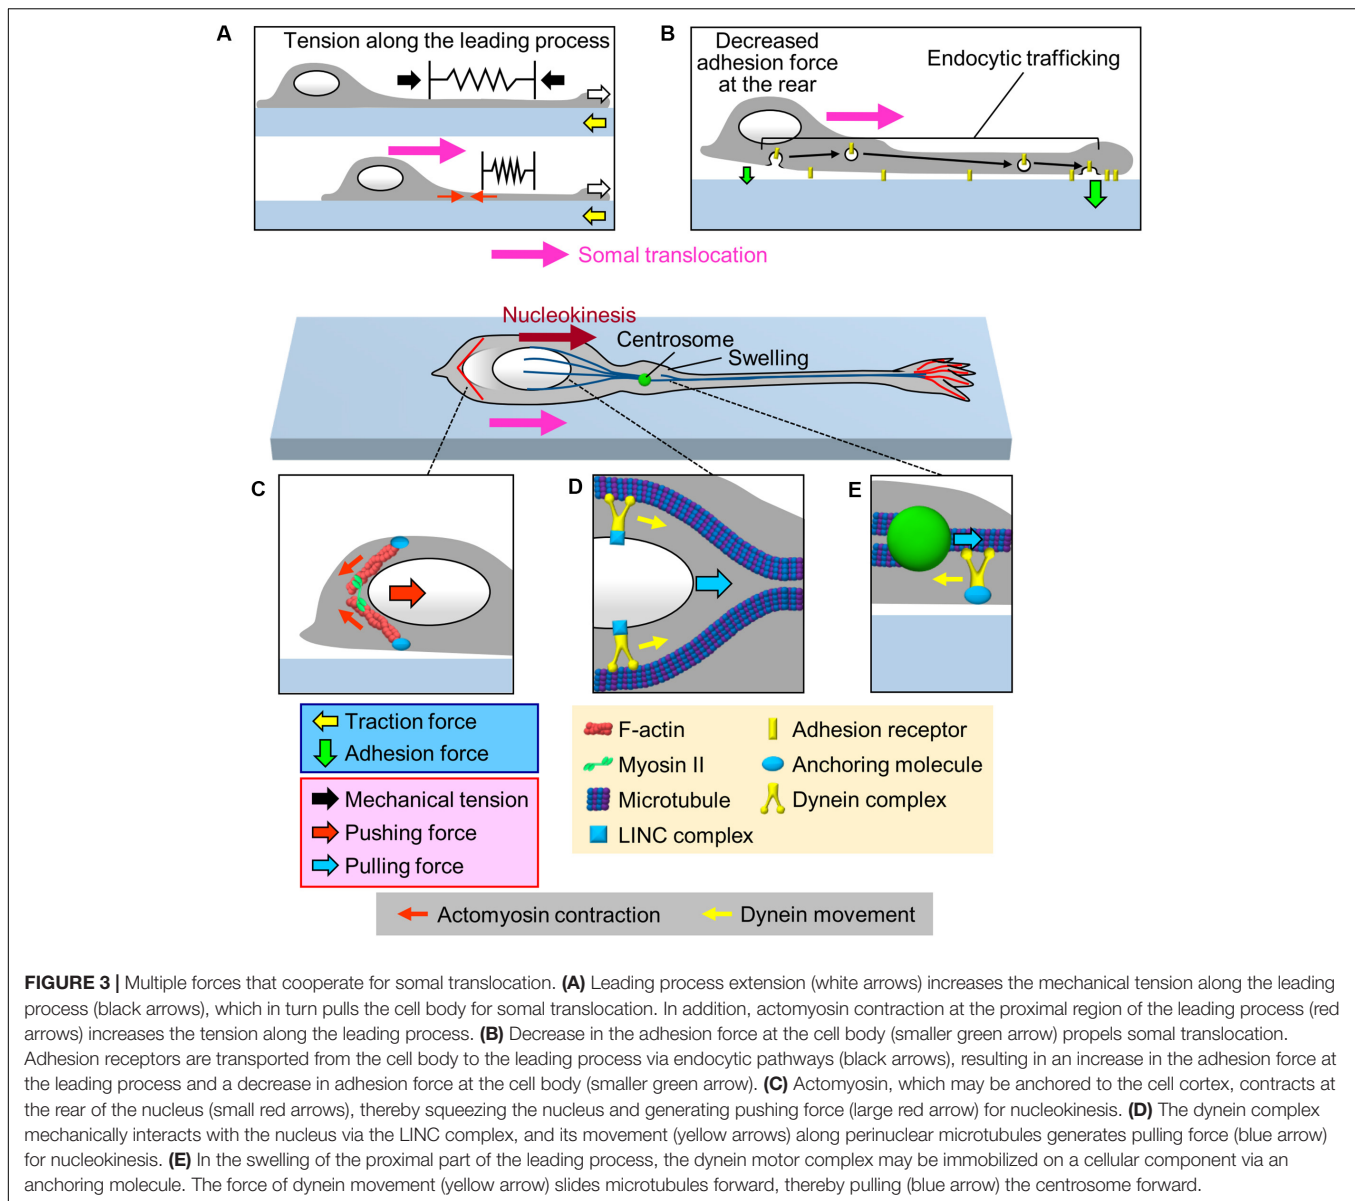 A
Tension along the leading process
B
Decreased
adhesion force
at the rear
Endocytic trafficking
Somal translocation
Nucleokinesis
Centrosome
Swelling
C
D
E
Traction force
Adhesion force
Mechanical tension
Pushing force
Pulling force
F-actin
Myosin II
Microtubule
LINC complex
Adhesion receptor
Anchoring molecule
Dynein complex
Actomyosin contraction
Dynein movement
FIGURE 3 | Multiple forces that cooperate for somal translocation. (A) Leading process extension (white arrows) increases the mechanical tension along the leading
process (black arrows), which in turn pulls the cell body for somal translocation. In addition, actomyosin contraction at the proximal region of the leading process (red
arrows) increases the tension along the leading process. (B) Decrease in the adhesion force at the cell body (smaller green arrow) propels somal translocation.
Adhesion receptors are transported from the cell body to the leading process via endocytic pathways (black arrows), resulting in an increase in the adhesion force at
the leading process and a decrease in adhesion force at the cell body (smaller green arrow). (C) Actomyosin, which may be anchored to the cell cortex, contracts at
the rear of the nucleus (small red arrows), thereby squeezing the nucleus and generating pushing force (large red arrow) for nucleokinesis. (D) The dynein complex
mechanically interacts with the nucleus via the LINC complex, and its movement (yellow arrows) along perinuclear microtubules generates pulling force (blue arrow)
for nucleokinesis. (E) In the swelling of the proximal part of the leading process, the dynein motor complex may be immobilized on a cellular component via an
anchoring molecule. The force of dynein movement (yellow arrow) slides microtubules forward, thereby pulling (blue arrow) the centrosome forward.